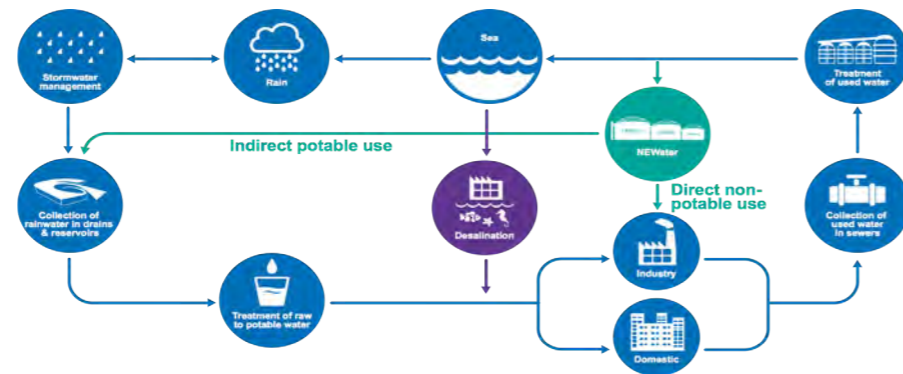 Stormwater
management
Rain
Sea
Treatment
of used water
Indirect potable use
NEWater
Direct non-
potable use
Collection of
rainwater in drains
& reservoirs
Desalination
Collection of
used water
in sewers
Industry
Treatment of raw
to potable water
Domestic